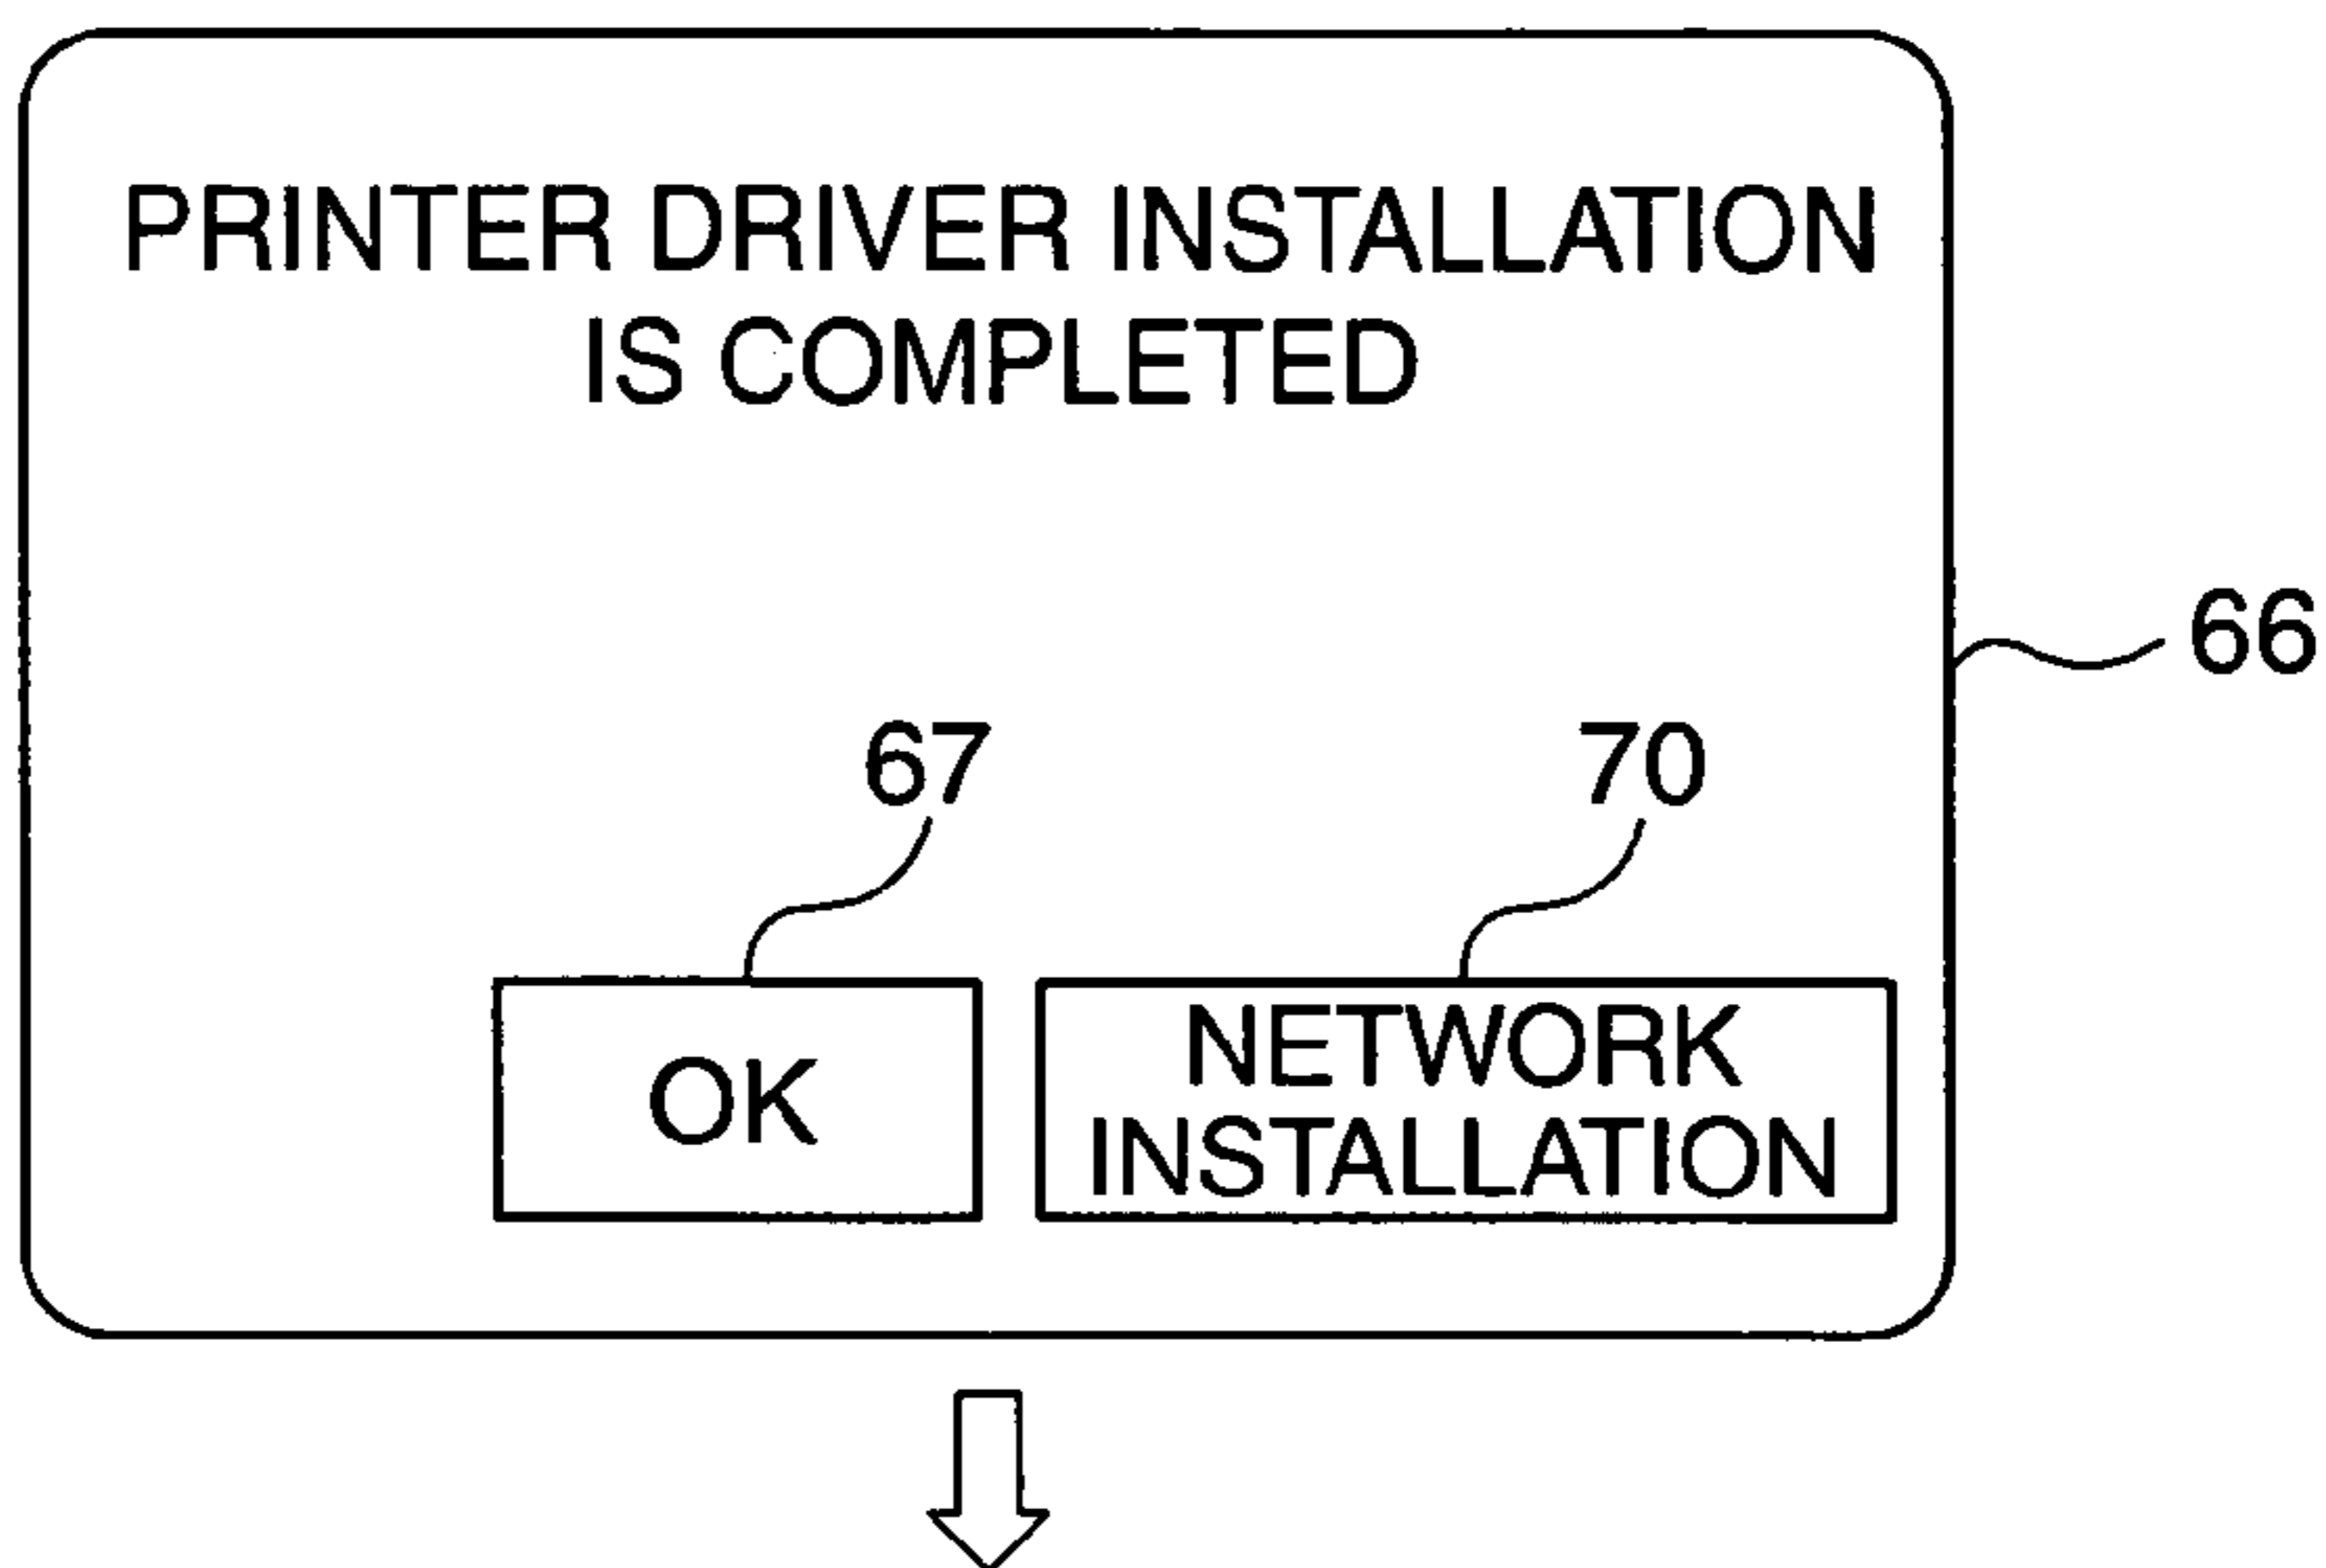 PRINTER DRIVER INSTALLATION
IS COMPLETED
66
67
70
OK
NETWORK
INSTALLATION